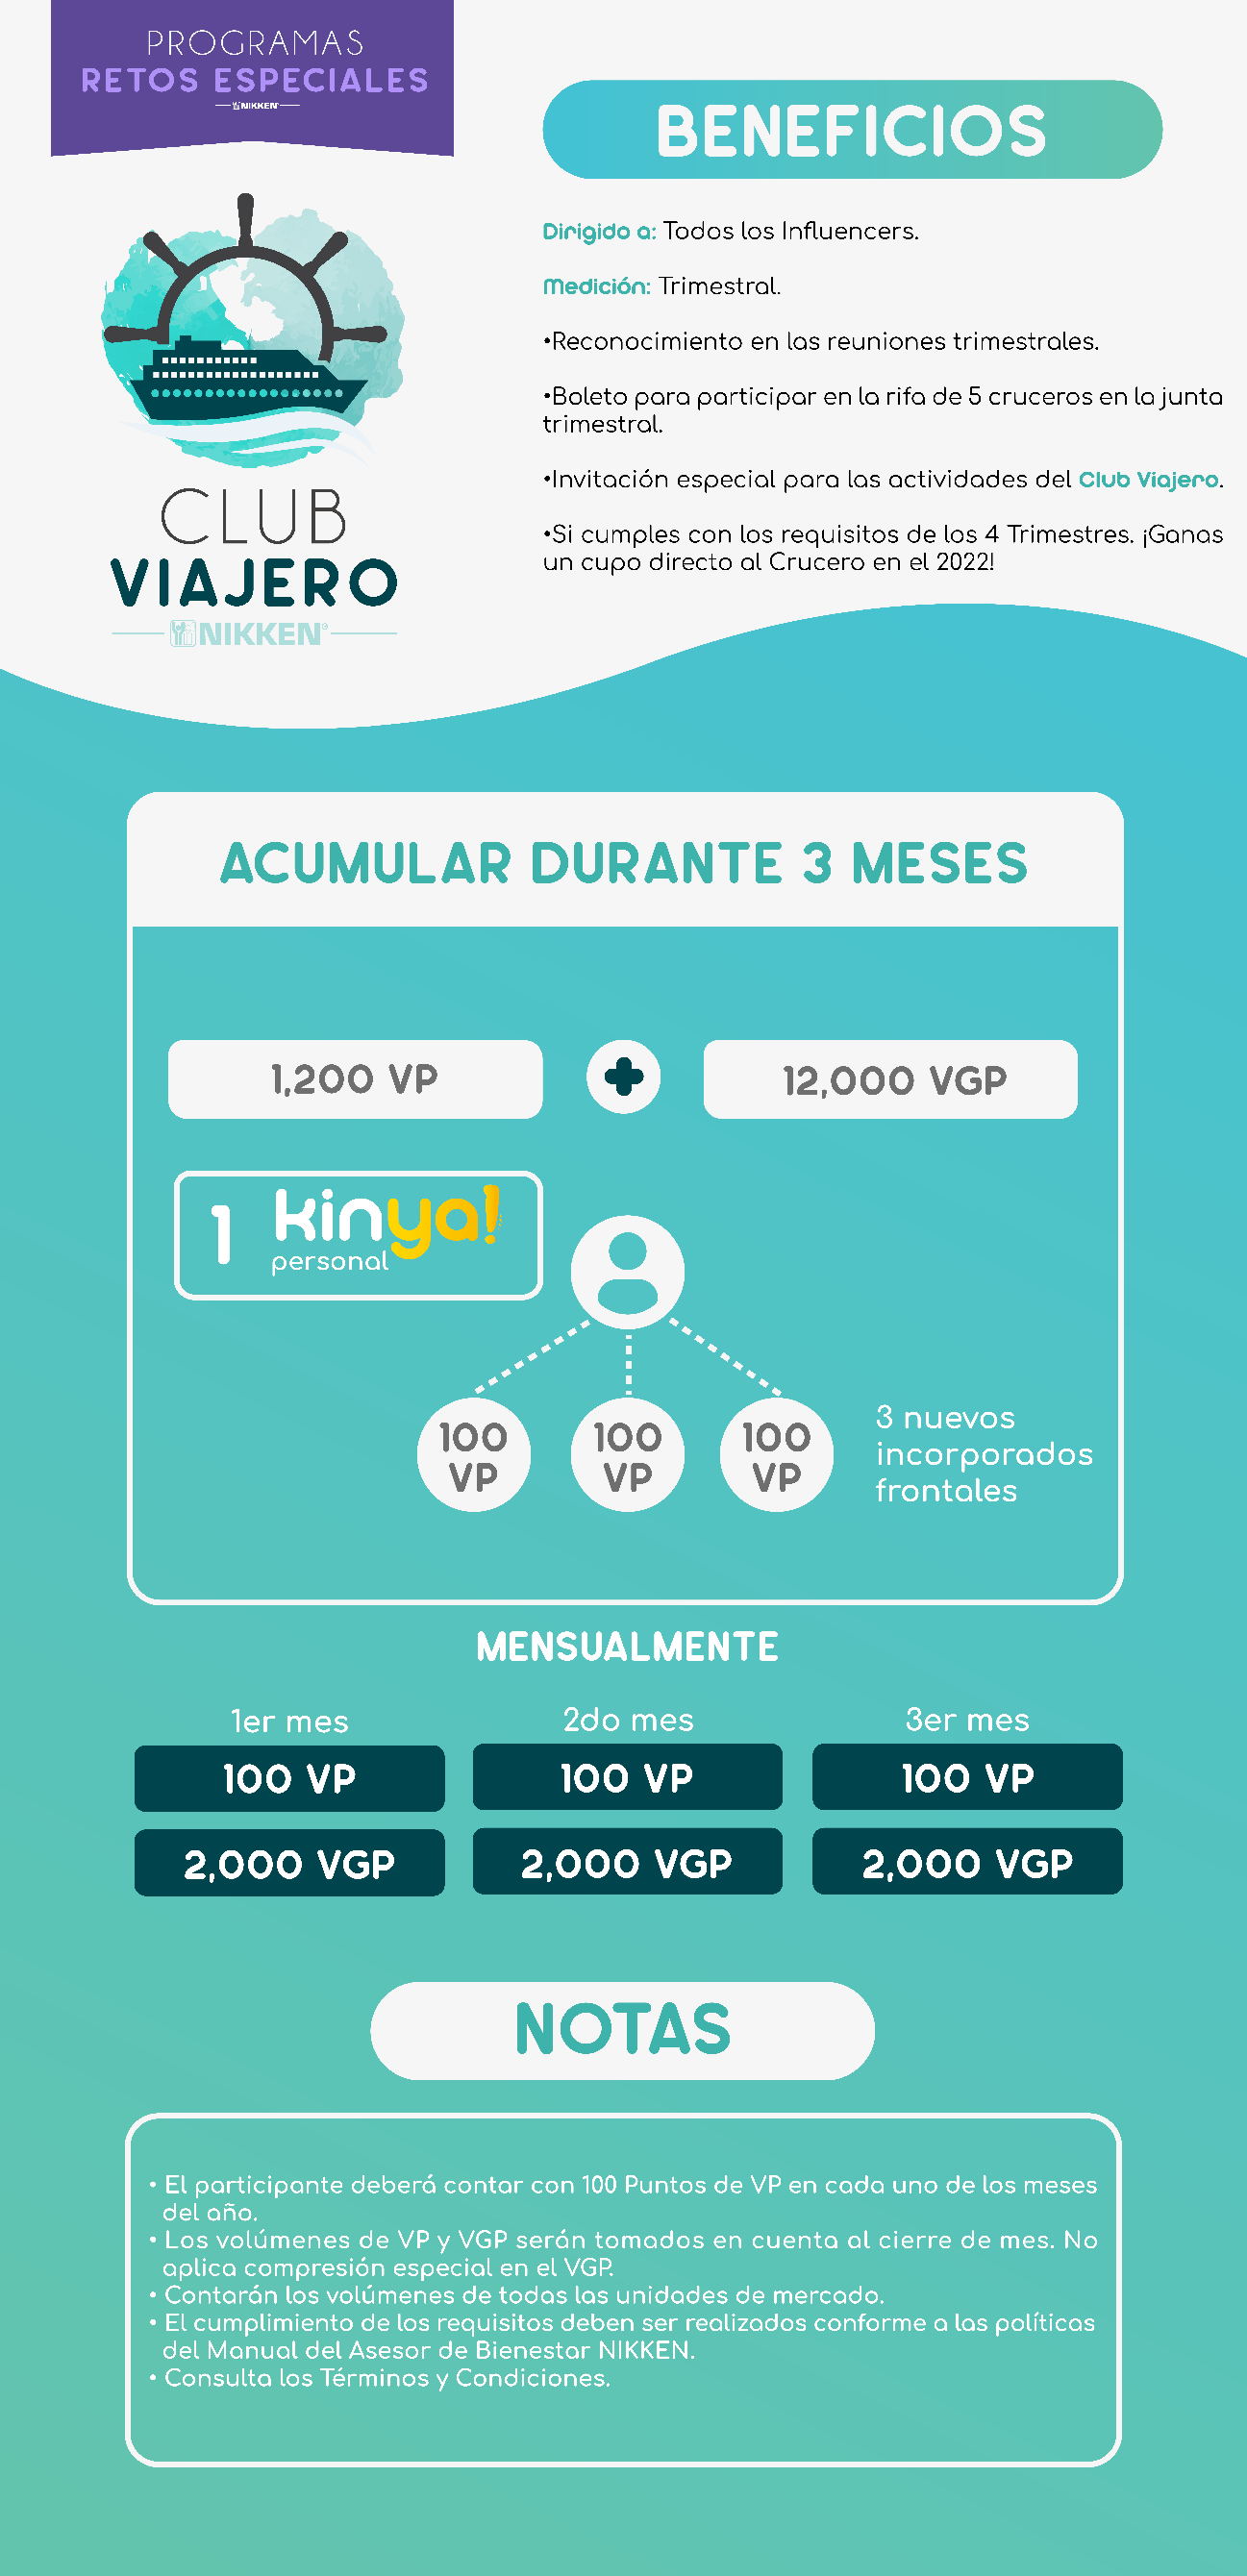 PROGRAMAS
RETOS ESPECIALES
NIKKEN
BENEFICIOS
Dirigido a: Todos los Influencers.
Medición: Trimestral.
•Reconocimiento en las reuniones trimestrales.
•Boleto para participar en la rifa de 5 cruceros en la junta
trimestral.
•Invitación especial para las actividades del Club Viajero.
•Si cumples con los requisitos de los 4 Trimestres. ¡Ganas
un cupo directo al Crucero en el 2022!
CLUB
VIAJERO
NIKKEN®
ACUMULAR DURANTE 3 MESES
1,200 VP
12,000 VGP
1 kinya!
personal
100
VP
100
VP
100
VP
3 nuevos
incorporados
frontales
MENSUALMENTE
1er mes
2do mes
3er mes
100 VP
100 VP
100 VP
2,000 VGP
2,000 VGP
2,000 VGP
NOTAS
• El participante deberá contar con 100 Puntos de VP en cada uno de los meses
del año.
• Los volúmenes de VP y VGP serán tomados en cuenta al cierre de mes. No
aplica compresión especial en el VGP.
• Contarán los volúmenes de todas las unidades de mercado.
• El cumplimiento de los requisitos deben ser realizados conforme a las políticas
del Manual del Asesor de Bienestar NIKKEN.
• Consulta los Términos y Condiciones.